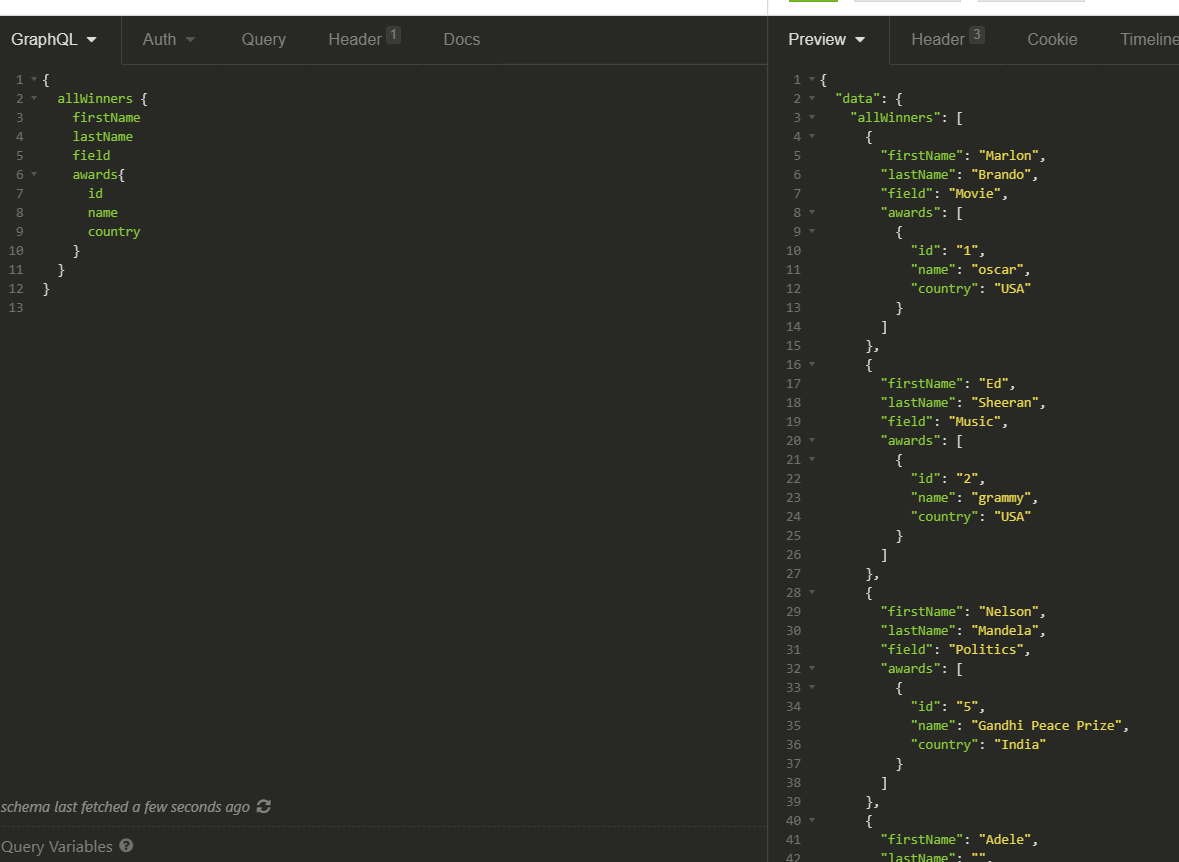 GraphQL Auth Query Header 1 Docs
1 {
2 allWinners {
3 firstName
4 lastName
5 field
6 awards{
7 id
8 name
9 country
10 }
11 }
12 }
13
schema last fetched a few seconds ago
Query Variables ?
Preview Header 3 Cookie Timeline
1 {
2 "data": {
3 "allWinners": [
4 {
5 "firstName": "Marlon",
6 "lastName": "Brando",
7 "field": "Movie",
8 "awards": [
9 {
10 "id": "1",
11 "name": "oscar",
12 "country": "USA"
13 }
14 ]
15 },
16 {
17 "firstName": "Ed",
18 "lastName": "Sheeran",
19 "field": "Music",
20 "awards": [
21 {
22 "id": "2",
23 "name": "grammy",
24 "country": "USA"
25 }
26 ]
27 },
28 {
29 "firstName": "Nelson",
30 "lastName": "Mandela",
31 "field": "Politics",
32 "awards": [
33 {
34 "id": "5",
35 "name": "Gandhi Peace Prize",
36 "country": "India"
37 }
38 ]
39 },
40 {
41 "firstName": "Adele",
42 "lastName": "",